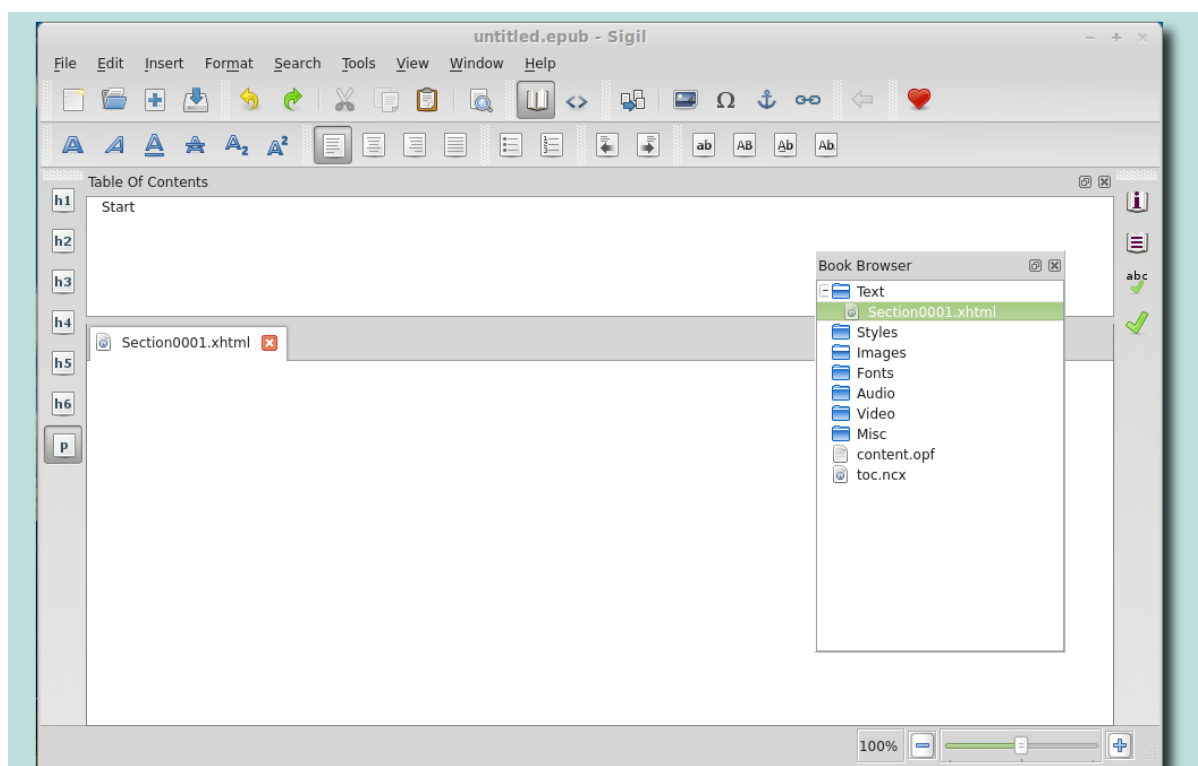 untitled.epub - Sigil
File Edit Insert Format Search Tools View Window Help
Ω
A A A A A₂ A²
ab AB Ab Ab
Table Of Contents
Start
h1
h2
h3
h4
h5
h6
p
abc
Section0001.xhtml
Book Browser
Text
Section0001.xhtml
Styles
Images
Fonts
Audio
Video
Misc
content.opf
toc.ncx
100%